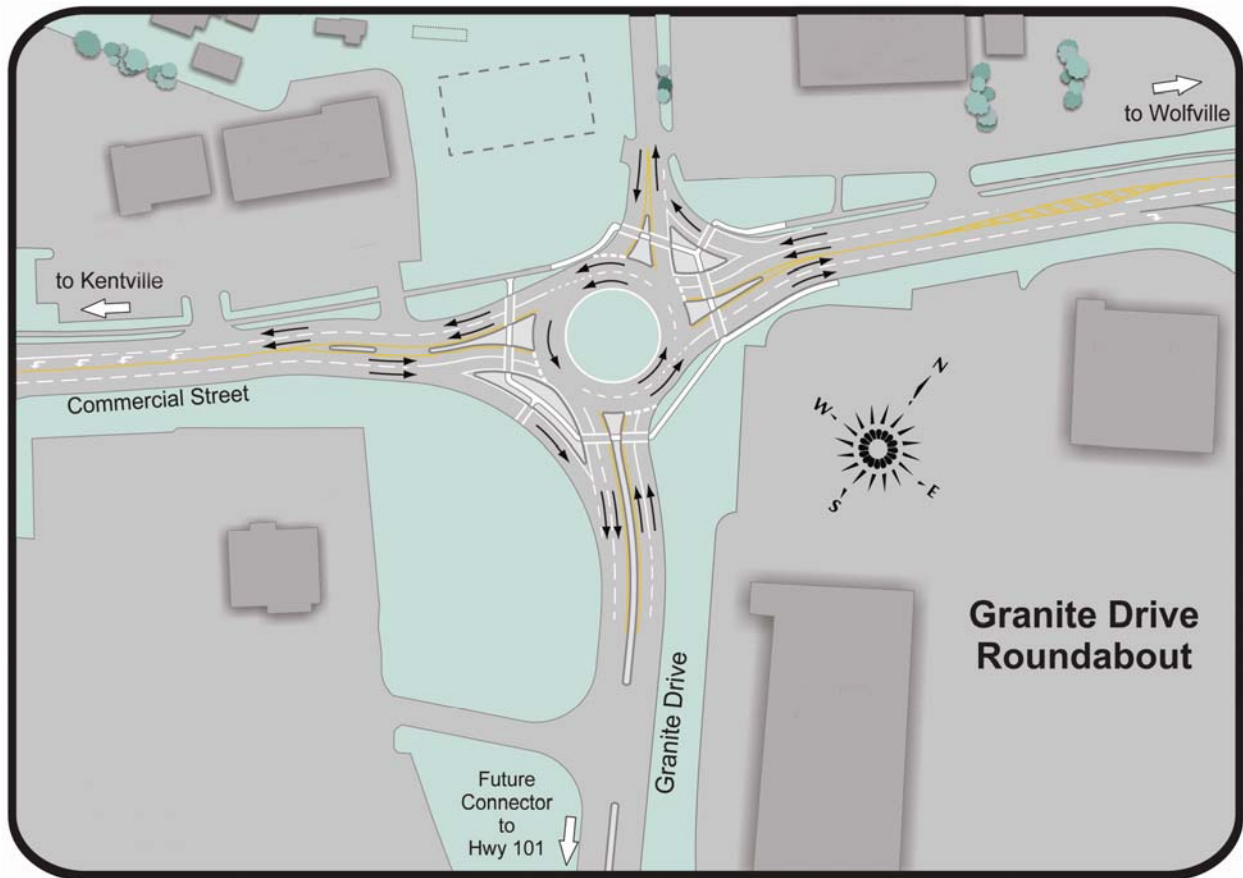 to Wolfville
to Kentville
Commercial Street
N
W
E
S
Granite Drive
Roundabout
Granite Drive
Future
Connector
to
Hwy 101